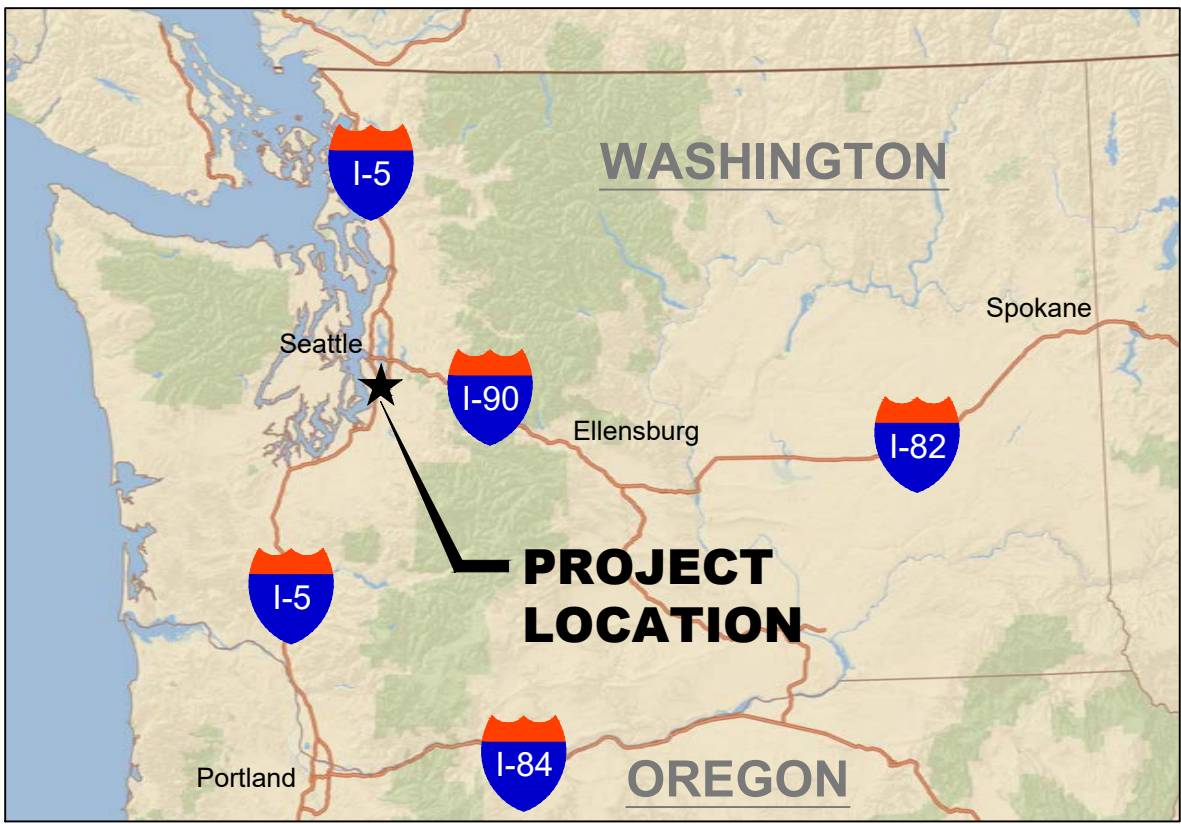 I-5
WASHINGTON
Spokane
Seattle
I-90
Ellensburg
I-82
PROJECT
LOCATION
I-5
I-84
Portland
OREGON